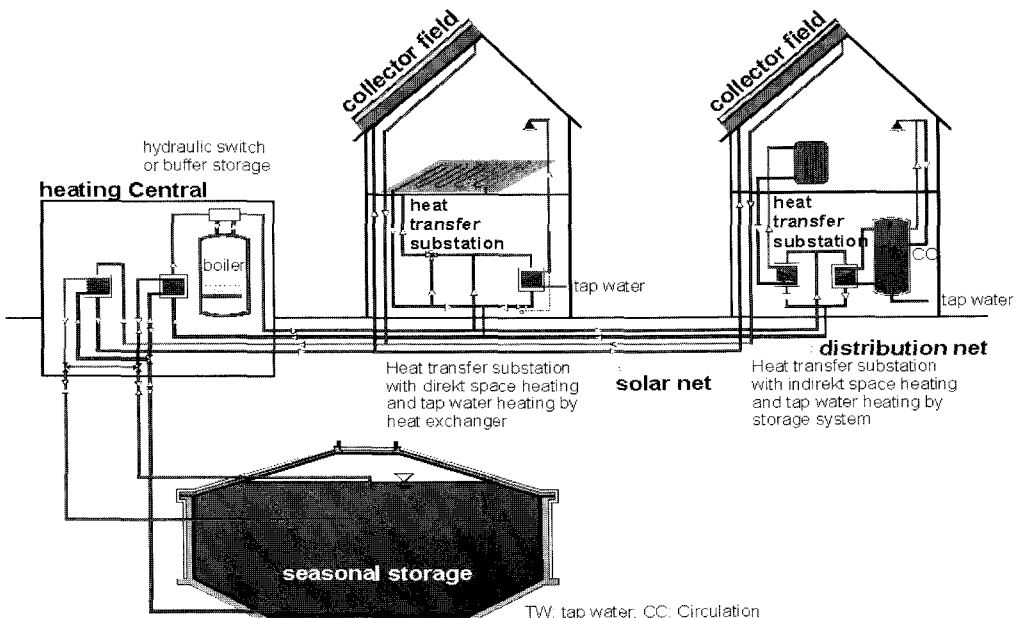 collector field
collector field
hydraulic switch
or buffer storage
heating Central
boiler
heat
transfer
substation
tap water
heat
transfer
substation
CC
tap water
Heat transfer substation
with direkt space heating
and tap water heating by
heat exchanger
solar net
distribution net
Heat transfer substation
with indirekt space heating
and tap water heating by
storage system
seasonal storage
TW: tap water, CC: Circulation